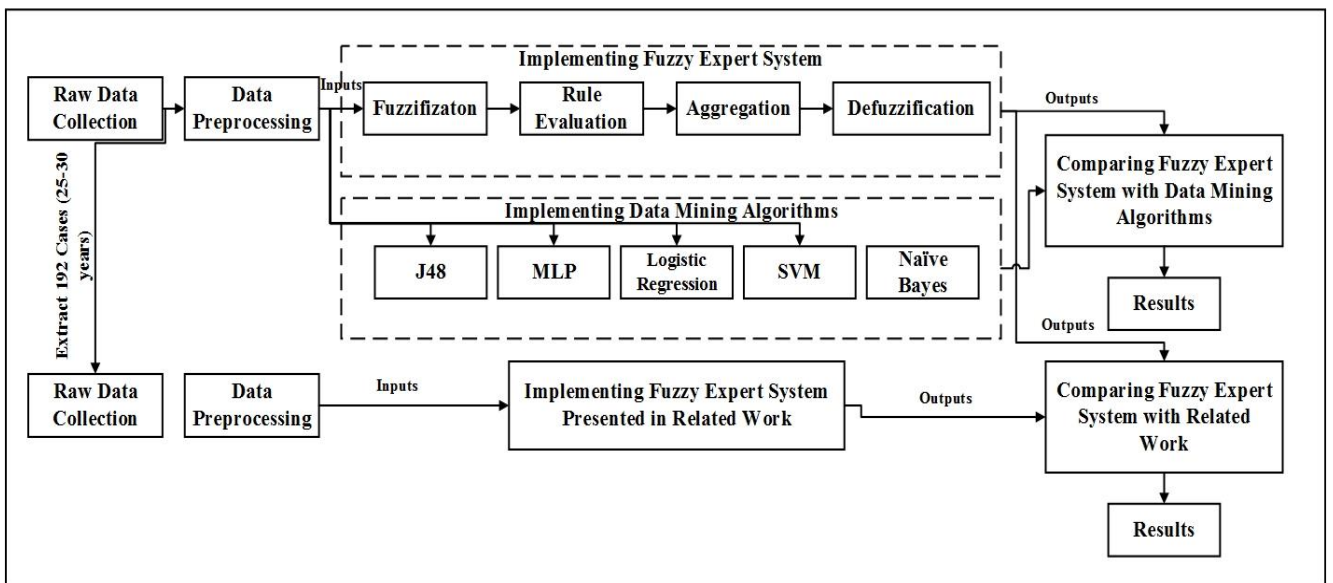 Implementing Fuzzy Expert System
Raw Data
Collection
Data
Preprocessing
Inputs
Fuzzifizaton
Rule
Evaluation
Aggregation
Defuzzification
Outputs
Comparing Fuzzy Expert
System with Data Mining
Algorithms
Results
Extract 192 Cases (25-30
years)
Implementing Data Mining Algorithms
J48
MLP
Logistic
Regression
SVM
Naïve
Bayes
Outputs
Raw Data
Collection
Data
Preprocessing
Inputs
Implementing Fuzzy Expert System
Presented in Related Work
Outputs
Comparing Fuzzy Expert
System with Related
Work
Results